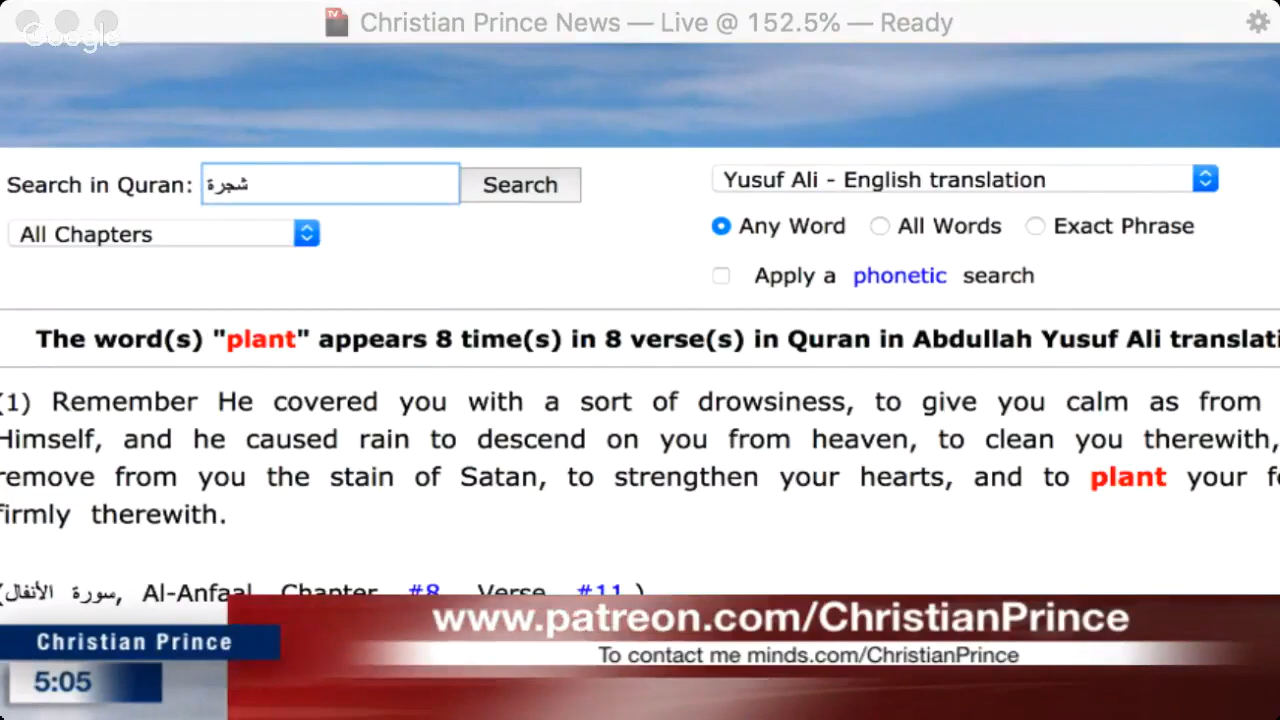 Google
Christian Prince News — Live @ 152.5% — Ready
Search in Quran: شجرة Search
Yusuf Ali - English translation
All Chapters
Any Word All Words Exact Phrase
Apply a phonetic search
The word(s) "plant" appears 8 time(s) in 8 verse(s) in Quran in Abdullah Yusuf Ali
(1) Remember He covered you with a sort of drowsiness, to give you calm as from
Himself, and he caused rain to descend on you from heaven, to clean you therewith,
remove from you the stain of Satan, to strengthen your hearts, and to plant your
firmly therewith.
(سورة الأنفال, Al-Anfaal, Chapter #8, Verse #11)
www.patreon.com/ChristianPrince
To contact me minds.com/ChristianPrince
Christian Prince
5:05